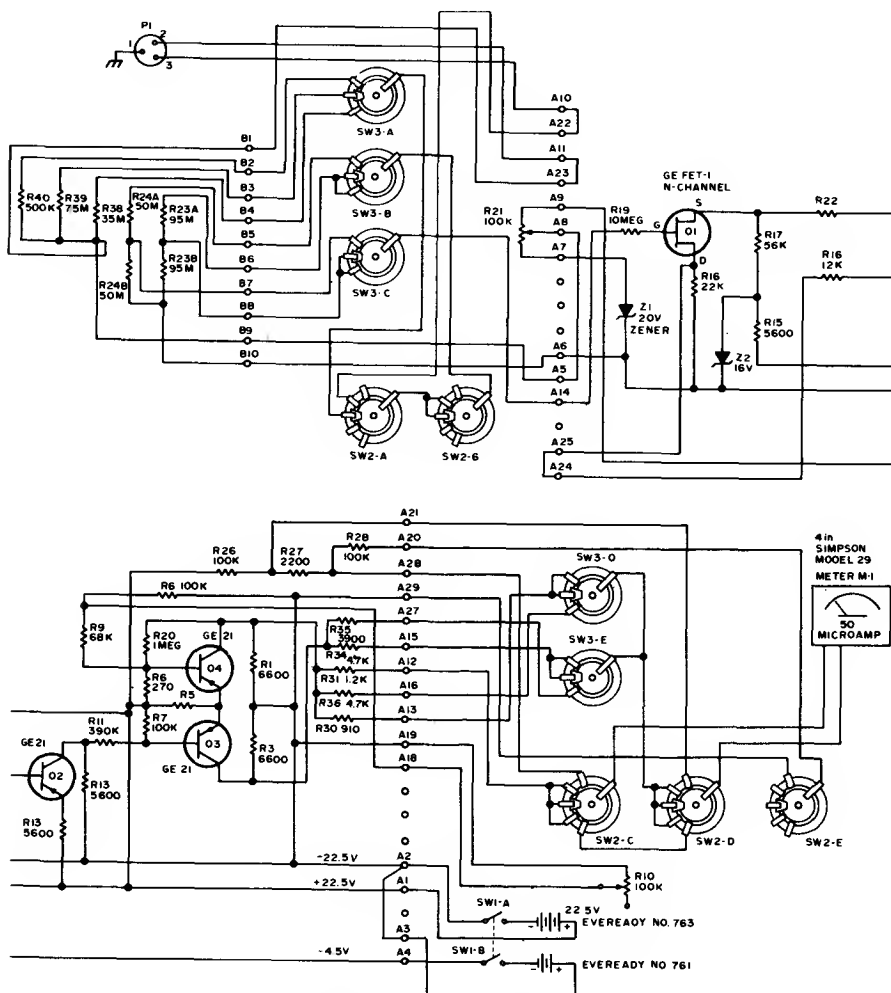 P1
1
2
3
SW3-A
SW3-B
SW3-C
B1
B2
B3
B4
B5
B6
B7
B8
B9
B10
R40
500K
R39
75M
R38
35M
R24A
50M
R23A
95M
R24B
50M
R23B
95M
SW2-A
SW2-6
A10
A22
A11
A23
A9
A8
A7
A6
A5
A14
A25
A24
R21
100K
R19
10MEG
GE FET-1
N-CHANNEL
G
S
D
Q1
R22
R17
56K
R16
12K
R16
22K
Z1
20V
ZENER
Z2
16V
R15
5600
A21
A20
A28
A29
A27
A15
A12
A16
A13
A19
A18
A2
A1
A3
A4
R26
100K
R27
2200
R28
100K
R6 100K
R9
68K
R20
1MEG
GE 21
04
R6
270
R5
R7
100K
R11
390K
GE21
02
03
GE 21
R1
6600
R3
6600
R13
5600
R13
5600
R35
3900
R34
4.7K
R31 1.2K
R36 4.7K
R30 910
SW3-O
SW3-E
SW2-C
SW2-D
SW2-E
4in
SIMPSON
MODEL 29
METER M-1
50
MICROAMP
-22.5V
+22.5V
-4.5V
R10
100K
SW1-A
SW1-B
- +
22 5V
EVEREADY NO. 763
- +
EVEREADY NO 761